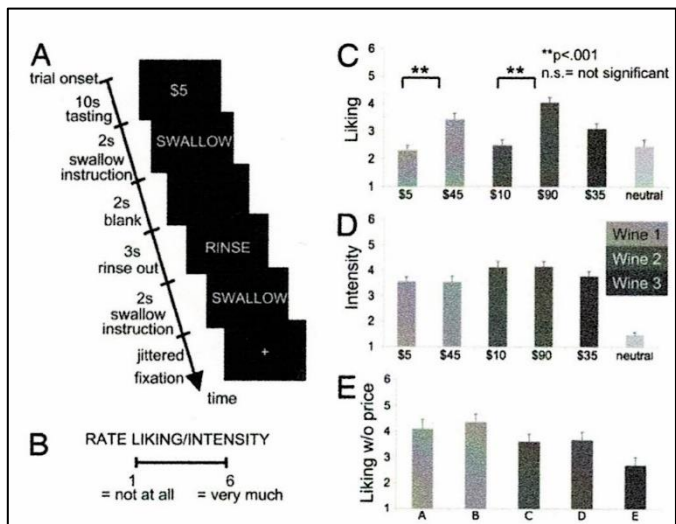 A
trial onset
10s
tasting
2s
swallow
instruction
2s
blank
3s
rinse out
2s
swallow
instruction
jittered
fixation
time
$5
SWALLOW
RINSE
SWALLOW
+
B
RATE LIKING/INTENSITY
1 6
= not at all = very much
C
**p<.001
n.s.= not significant
** **
Liking
6
5
4
3
2
1
$5 $45 $10 $90 $35 neutral
D
Intensity
6
5
4
3
2
1
Wine 1
Wine 2
Wine 3
$5 $45 $10 $90 $35 neutral
E
Liking w/o price
6
5
4
3
2
1
A B C D E